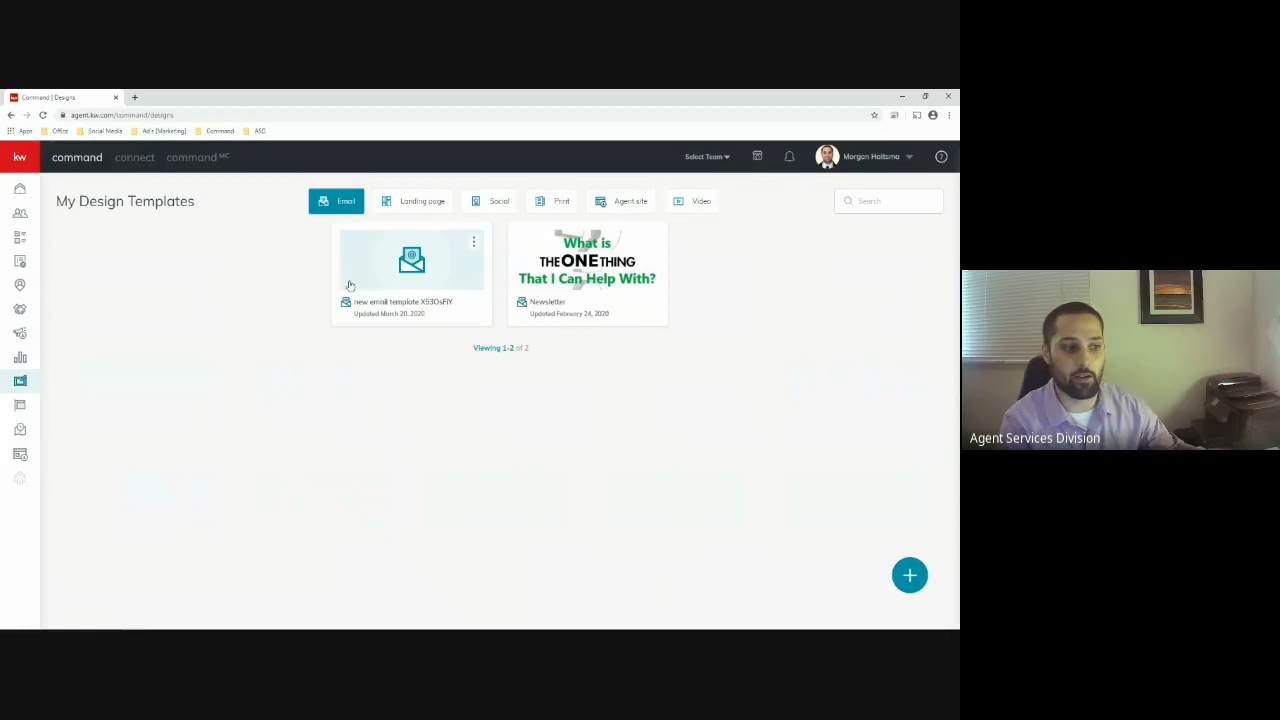 Command | Designs
agent.kw.com/command/designs
Apps Office Social Media Ad's [Marketing] Command ASD
kw command connect command MC Select Team Morgan Haitsma
My Design Templates Email Landing page Social Print Agent site Video Search
new email template X53OsFiY
Updated March 20, 2020
What is
THE ONE THING
That I Can Help With?
Newsletter
Updated February 24, 2020
Viewing 1-2 of 2
Agent Services Division